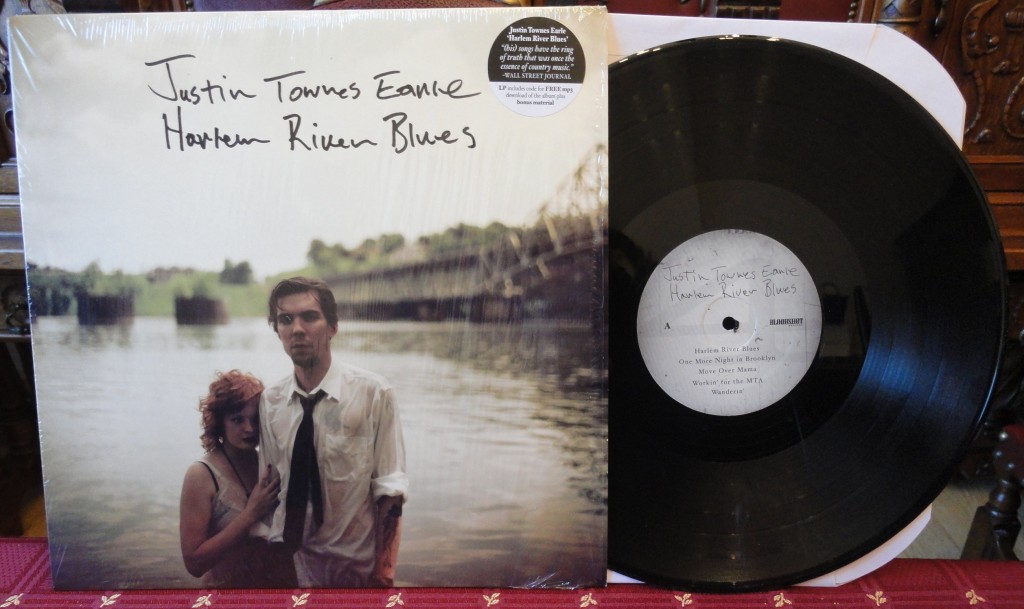 Justin Townes Earle
Harlem River Blues
Justin Townes Earle
'Harlem River Blues'
"(his) songs have the ring
of truth that was once the
essence of country music."
-WALL STREET JOURNAL
LP includes code for FREE mp3
download of the album plus
bonus material
Justin Townes Earle
Harlem River Blues
A
BLOODSHOT
Harlem River Blues
One More Night in Brooklyn
Move Over Mama
Workin' for the MTA
Wanderin'